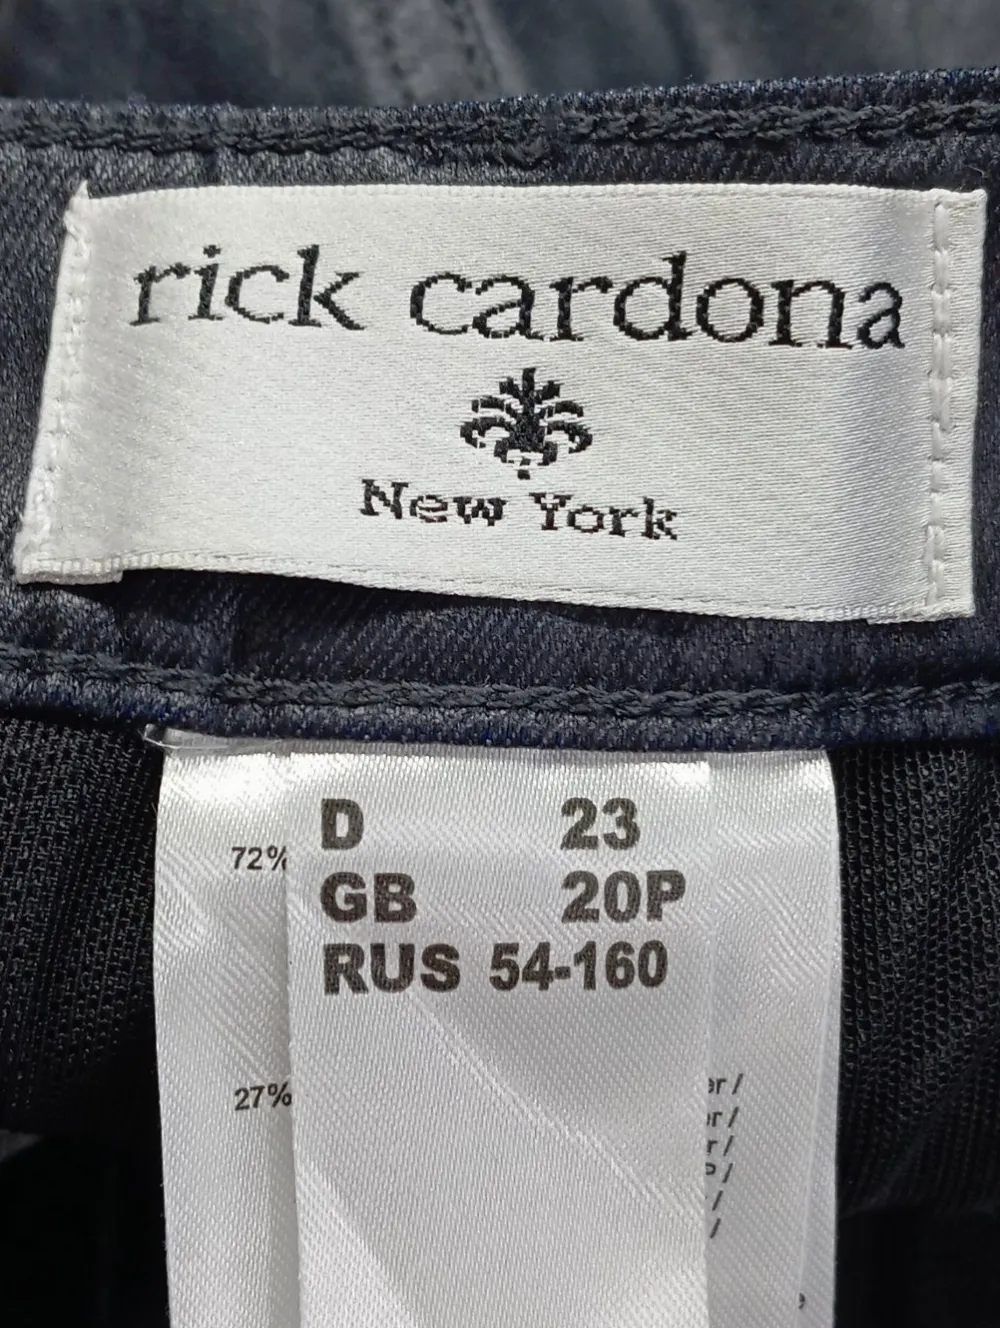 rick cardona
New York
D 23
GB 20P
RUS 54-160
72%
27%